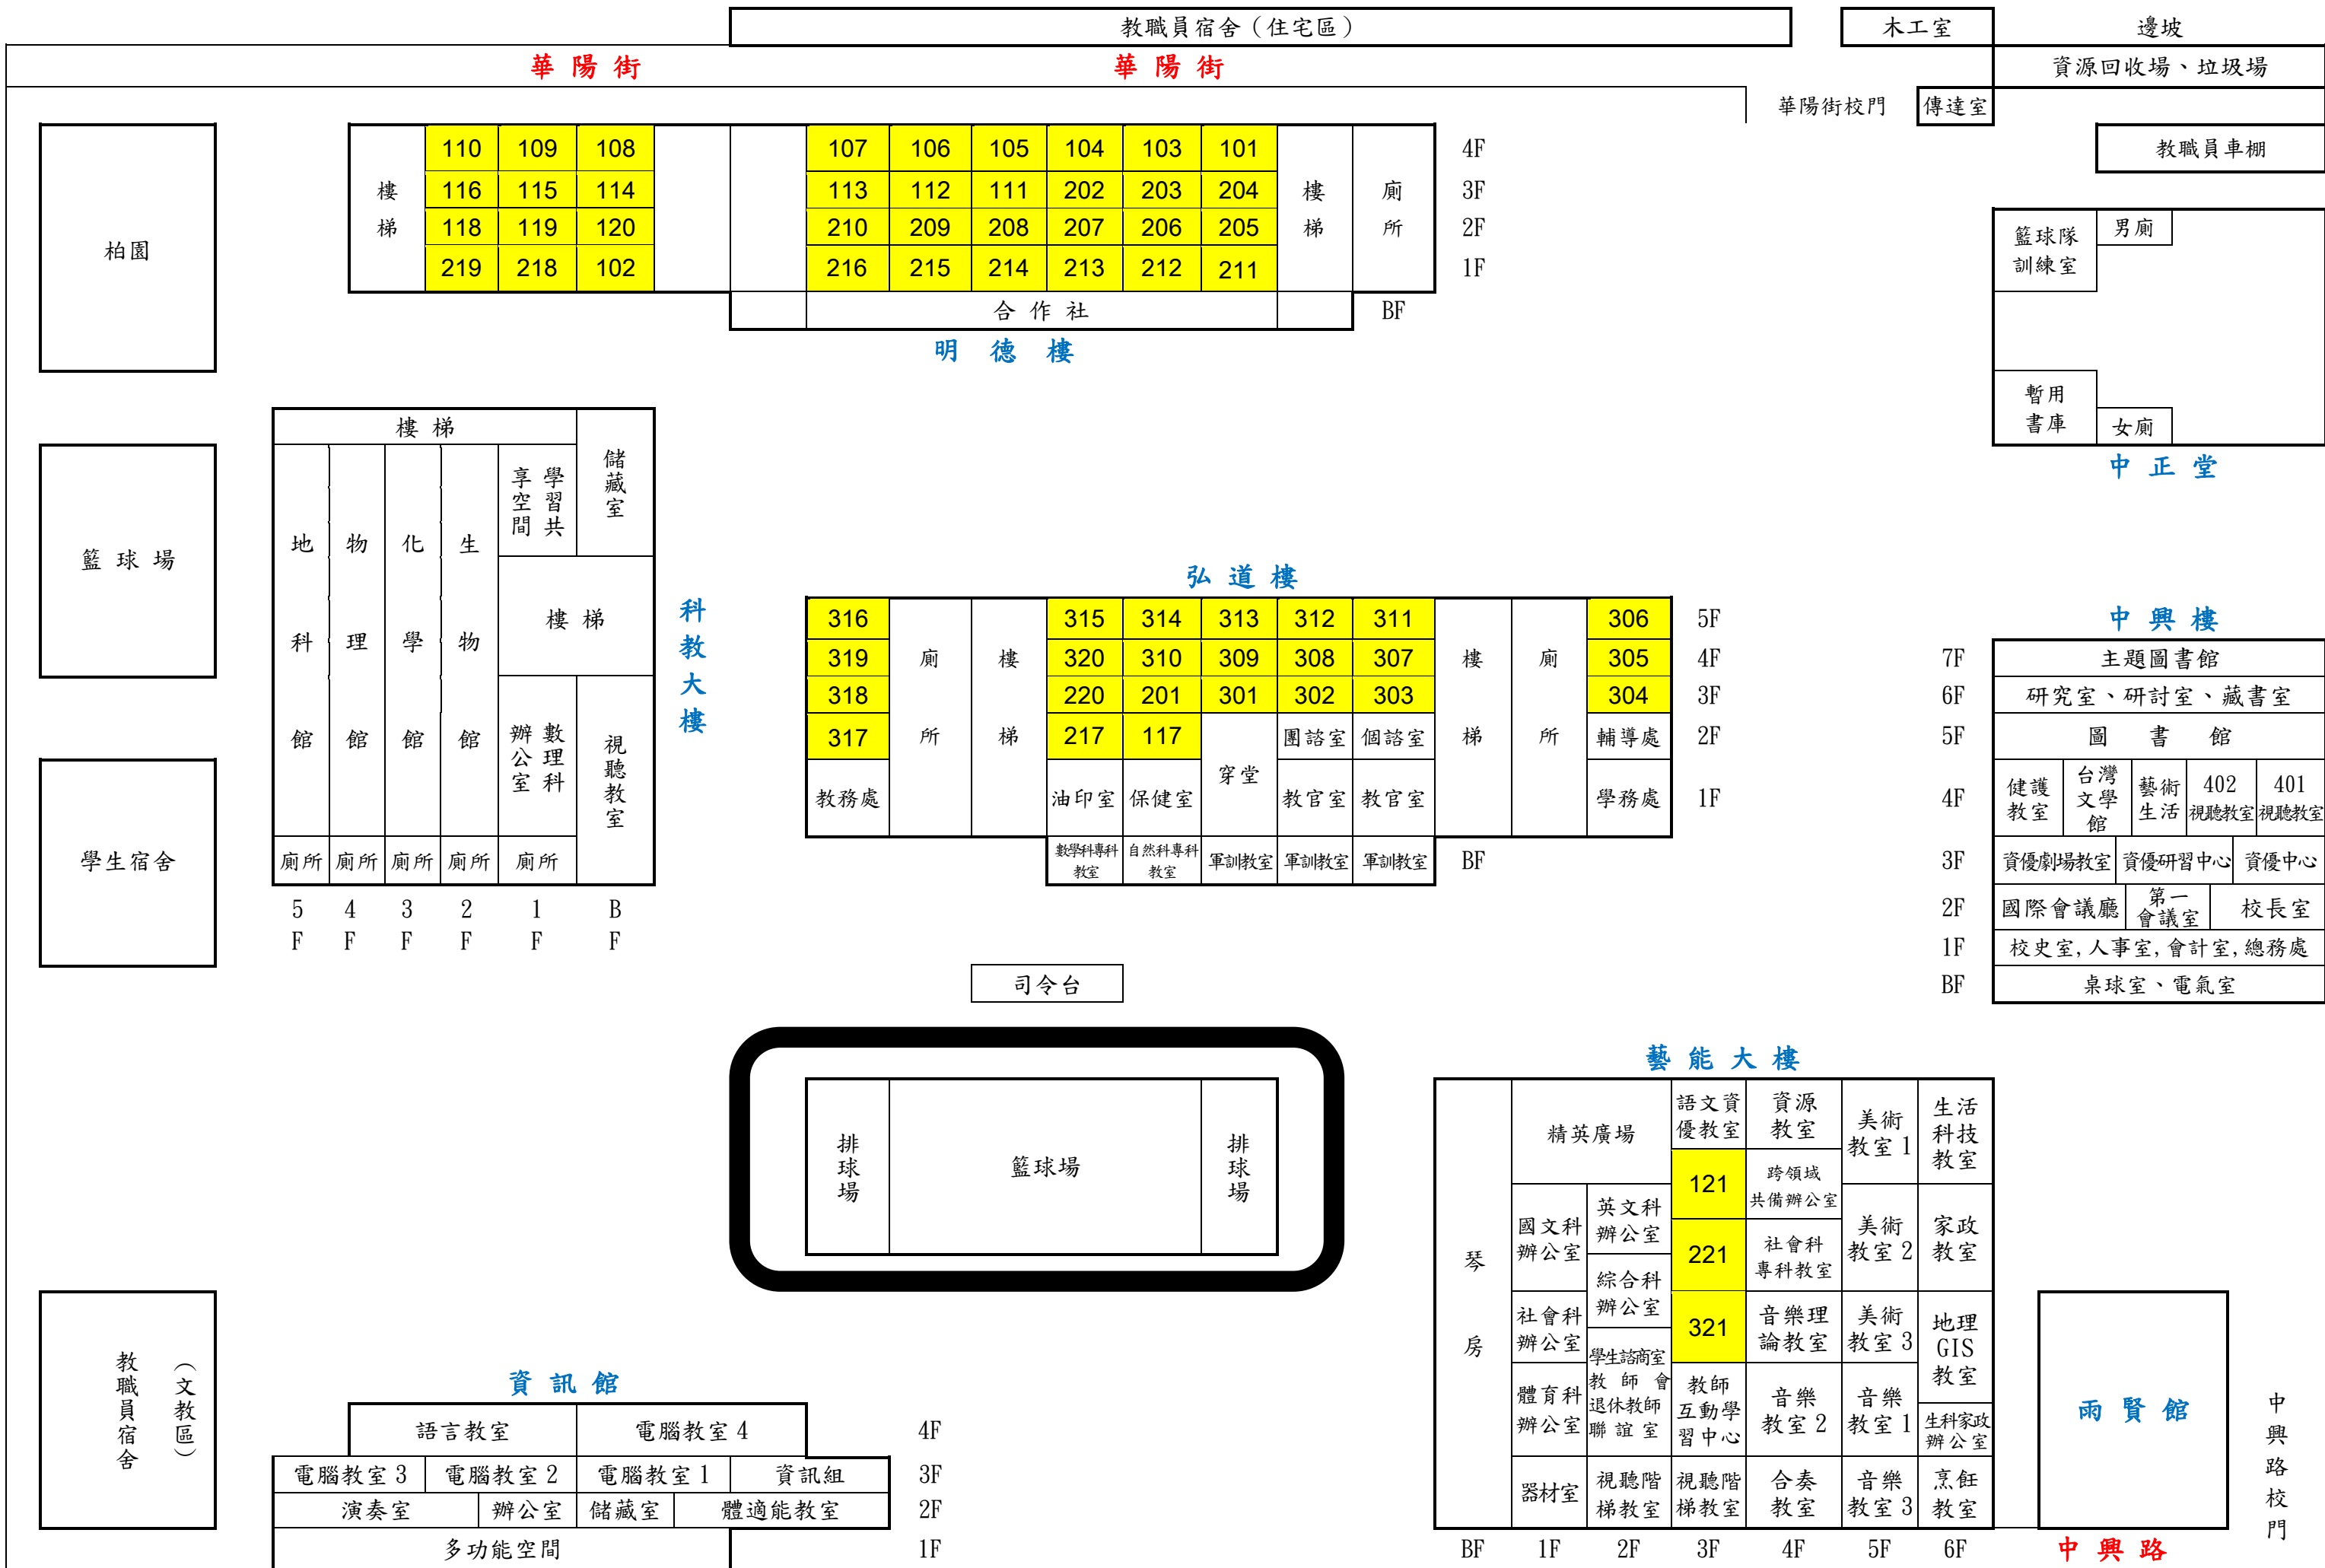 教職員宿舍（住宅區）
木工室
邊坡
華陽街
華陽街
資源回收場、垃圾場
華陽街校門
傳達室
教職員車棚
柏園
樓梯
110 109 108
107 106 105 104 103 101
4F
116 115 114
113 112 111 202 203 204
3F
118 119 120
210 209 208 207 206 205
2F
219 218 102
216 215 214 213 212 211
1F
樓梯
廁所
合作社
BF
明德樓
籃球隊
訓練室
男廁
暫用
書庫
女廁
中正堂
籃球場
樓梯
儲藏室
地科館
物理館
化學館
生物館
學習共
享空間
樓梯
數理科
辦公室
視聽教室
廁所 廁所 廁所 廁所 廁所
5F 4F 3F 2F 1F BF
科教大樓
學生宿舍
弘道樓
316
315 314 313 312 311
306
5F
319
320 310 309 308 307
305
4F
318
220 201 301 302 303
304
3F
317
217 117
團諮室 個諮室
輔導處
2F
廁所
樓梯
樓梯
廁所
穿堂
教務處
油印室 保健室
教官室 教官室
學務處
1F
數學科專科
教室
自然科專科
教室
軍訓教室 軍訓教室 軍訓教室
BF
中興樓
7F 主題圖書館
6F 研究室、研討室、藏書室
5F 圖書館
4F
健護
教室
台灣
文學
館
藝術
生活
402
視聽教室
401
視聽教室
3F 資優劇場教室 資優研習中心 資優中心
2F 國際會議廳
第一
會議室
校長室
1F 校史室,人事室,會計室,總務處
BF 桌球室、電氣室
司令台
排球場
籃球場
排球場
藝能大樓
琴房
精英廣場
語文資
優教室
資源
教室
美術
教室1
生活
科技
教室
121
跨領域
共備辦公室
國文科
辦公室
英文科
辦公室
221
社會科
專科教室
美術
教室2
家政
教室
綜合科
辦公室
社會科
辦公室
321
音樂理
論教室
美術
教室3
地理
GIS
教室
學生諮商室
教師會
退休教師
聯誼室
體育科
辦公室
教師
互動學
習中心
音樂
教室2
音樂
教室1
生科家政
辦公室
器材室
視聽階
梯教室
視聽階
梯教室
合奏
教室
音樂
教室3
烹飪
教室
BF 1F 2F 3F 4F 5F 6F
雨賢館
中興路校門
中興路
教職員宿舍
（文教區）
資訊館
語言教室 電腦教室4 4F
電腦教室3 電腦教室2 電腦教室1 資訊組 3F
演奏室 辦公室 儲藏室 體適能教室 2F
多功能空間 1F